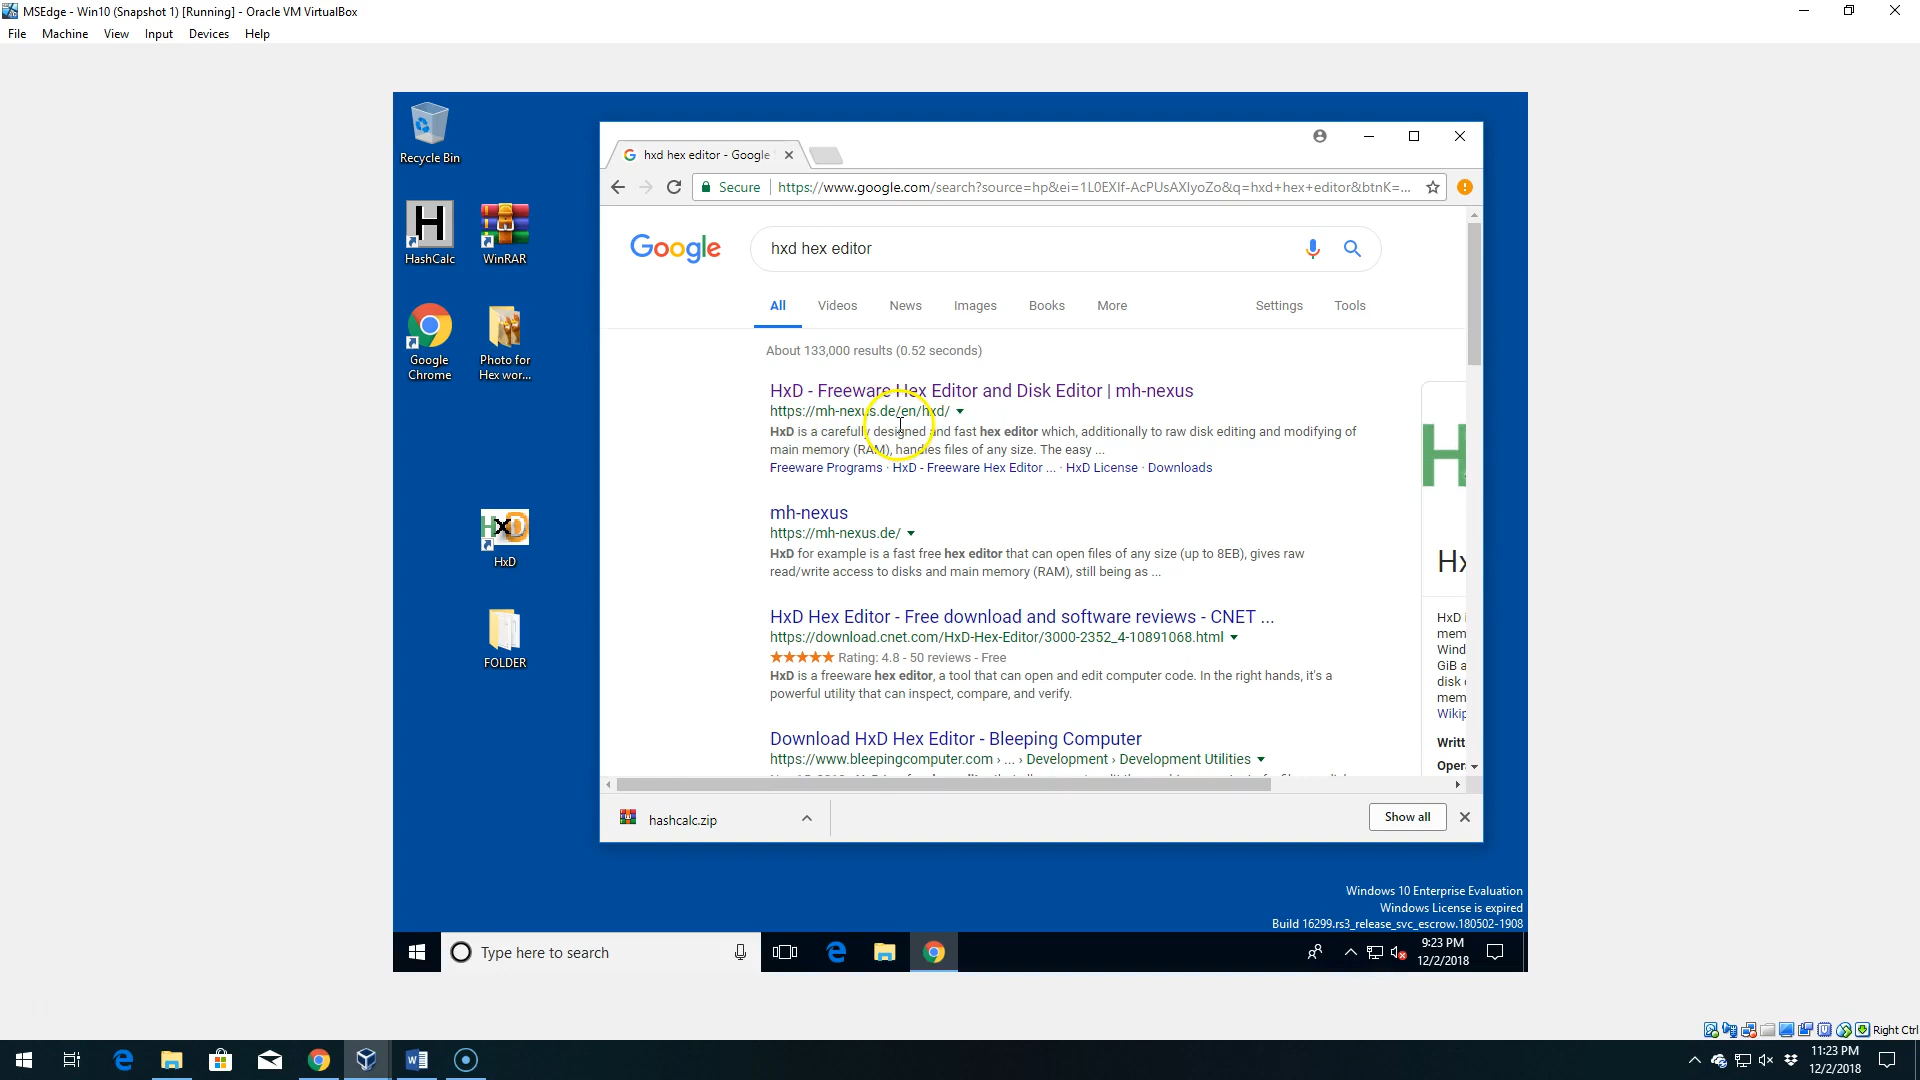 MSEdge - Win10 (Snapshot 1) [Running] - Oracle VM VirtualBox
File Machine View Input Devices Help
Recycle Bin
HashCalc
WinRAR
Google
Chrome
Photo for
Hex wor...
HxD
FOLDER
hxd hex editor - Google
Secure https://www.google.com/search?source=hp&ei=1L0EXIf-AcPUsAXIyoZo&q=hxd+hex+editor&btnK=...
Google
hxd hex editor
All Videos News Images Books More Settings Tools
About 133,000 results (0.52 seconds)
HxD - Freeware Hex Editor and Disk Editor | mh-nexus
https://mh-nexus.de/en/hxd/
HxD is a carefully designed and fast hex editor which, additionally to raw disk editing and modifying of
main memory (RAM), handles files of any size. The easy ...
Freeware Programs · HxD - Freeware Hex Editor ... · HxD License · Downloads
mh-nexus
https://mh-nexus.de/
HxD for example is a fast free hex editor that can open files of any size (up to 8EB), gives raw
read/write access to disks and main memory (RAM), still being as ...
HxD Hex Editor - Free download and software reviews - CNET ...
https://download.cnet.com/HxD-Hex-Editor/3000-2352_4-10891068.html
Rating: 4.8 - 50 reviews - Free
HxD is a freeware hex editor, a tool that can open and edit computer code. In the right hands, it's a
powerful utility that can inspect, compare, and verify.
Download HxD Hex Editor - Bleeping Computer
https://www.bleepingcomputer.com › ... › Development › Development Utilities
H
Hx
HxD i
mem
Wind
GiB a
disk
mem
Wikip
Writt
Oper
hashcalc.zip
Show all
Windows 10 Enterprise Evaluation
Windows License is expired
Build 16299.rs3_release_svc_escrow.180502-1908
Type here to search
9:23 PM
12/2/2018
Right Ctrl
11:23 PM
12/2/2018